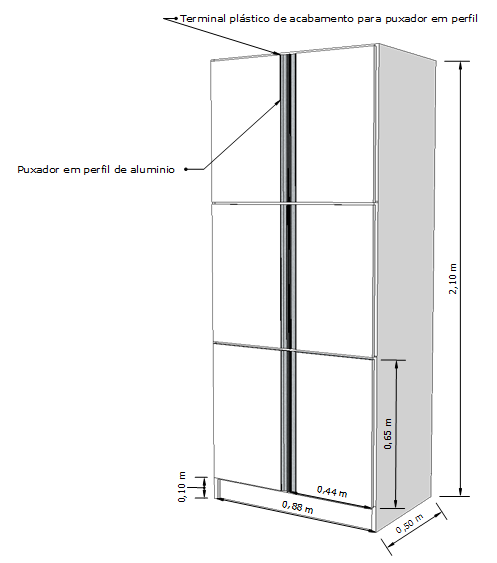 Terminal plástico de acabamento para puxador em perfil
Puxador em perfil de aluminio
2,10 m
0,65 m
0,10 m
0,44 m
0,88 m
0,50 m